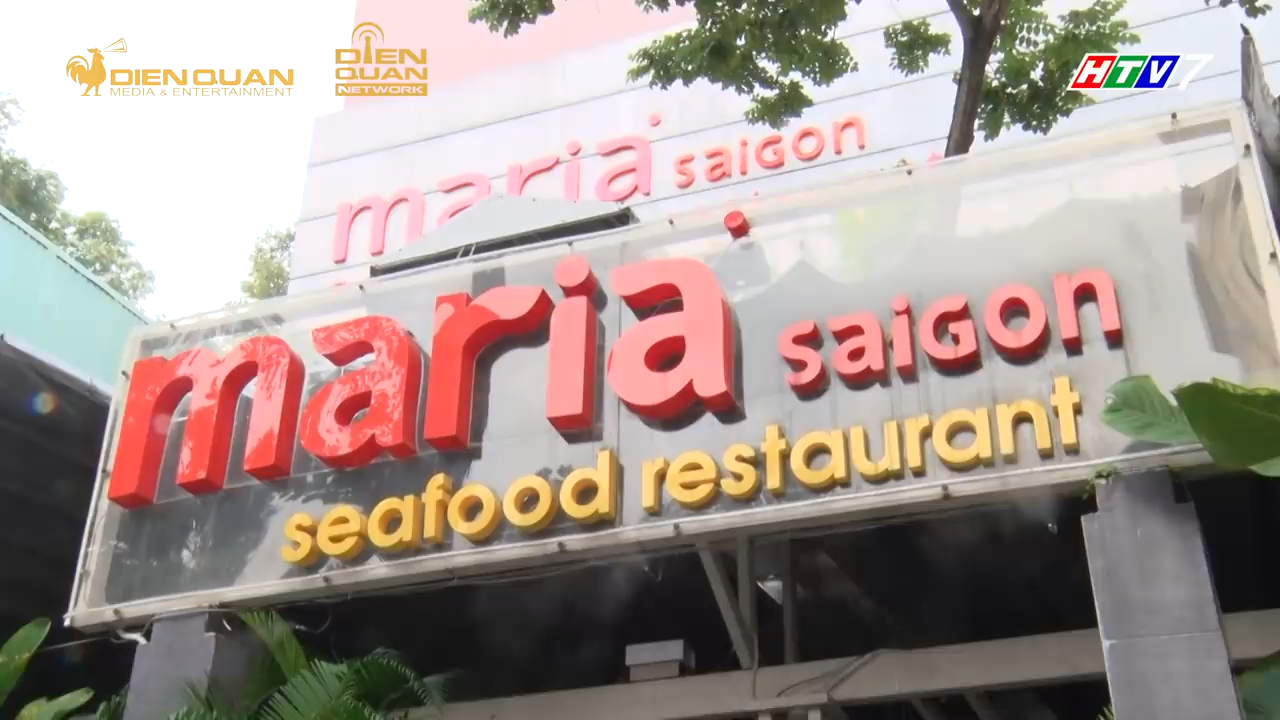 DIEN QUAN
MEDIA & ENTERTAINMENT
DIEN
QUAN
NETWORK
HTV7
maria saigon
maria saigon
seafood restaurant